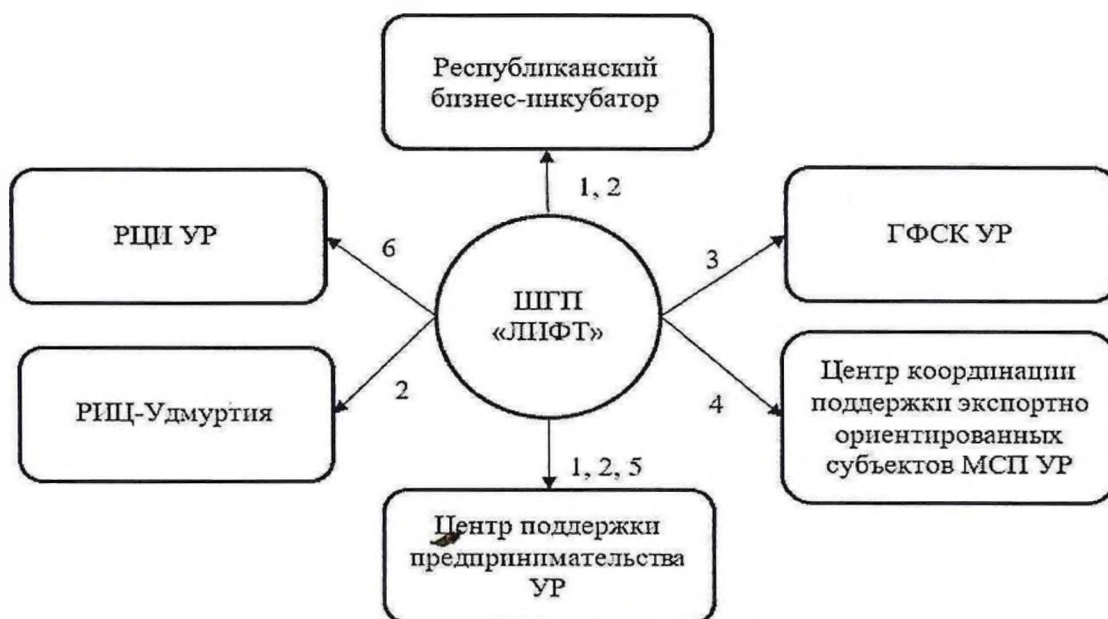 Республиканский
бизнес-инкубатор
1, 2
РЦИ УР
6
ШГП
«ЛИФТ»
3
ГФСК УР
РИЦ-Удмуртия
2
4
Центр координации
поддержки экспортно
ориентированных
субъектов МСП УР
1, 2, 5
Центр поддержки
предпринимательства
УР